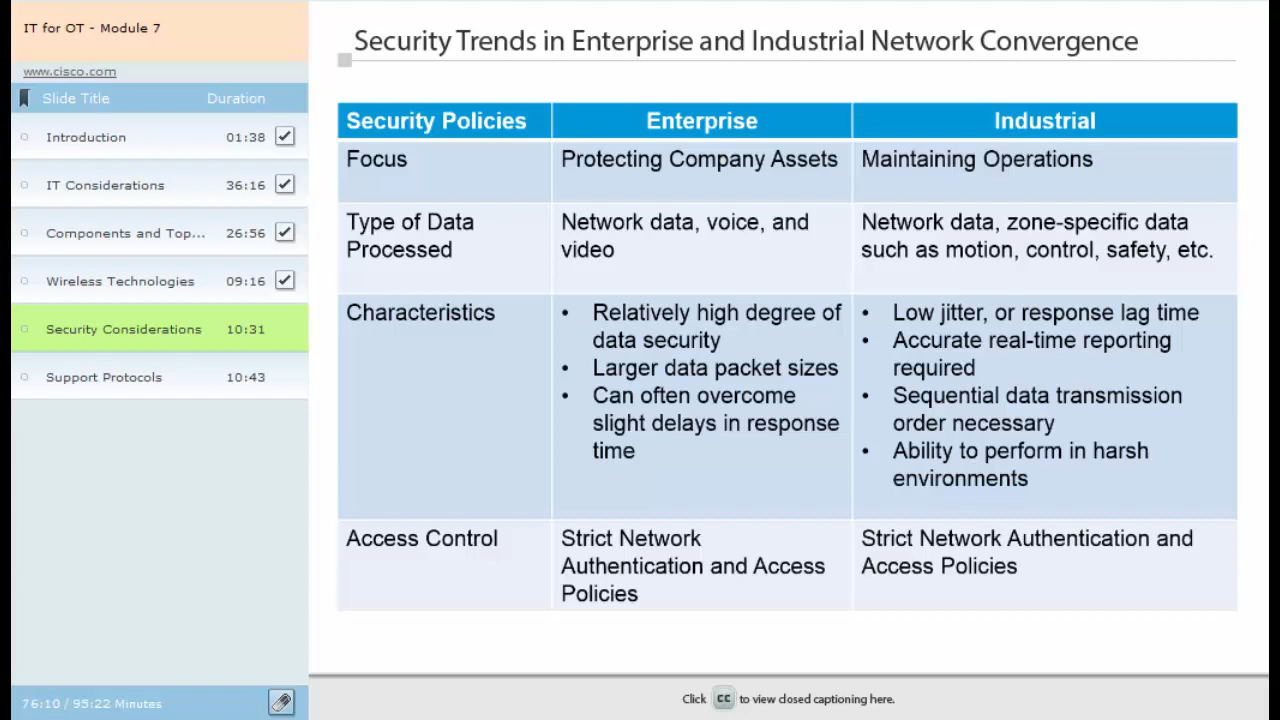 IT for OT - Module 7
www.cisco.com
Slide Title Duration
Introduction 01:38
IT Considerations 36:16
Components and Top... 26:56
Wireless Technologies 09:16
Security Considerations 10:31
Support Protocols 10:43
76:10 / 95:22 Minutes
Security Trends in Enterprise and Industrial Network Convergence
Security Policies Enterprise Industrial
Focus
Protecting Company Assets
Maintaining Operations
Type of Data
Processed
Network data, voice, and
video
Network data, zone-specific data
such as motion, control, safety, etc.
Characteristics
• Relatively high degree of
data security
• Larger data packet sizes
• Can often overcome
slight delays in response
time
• Low jitter, or response lag time
• Accurate real-time reporting
required
• Sequential data transmission
order necessary
• Ability to perform in harsh
environments
Access Control
Strict Network
Authentication and Access
Policies
Strict Network Authentication and
Access Policies
Click CC to view closed captioning here.